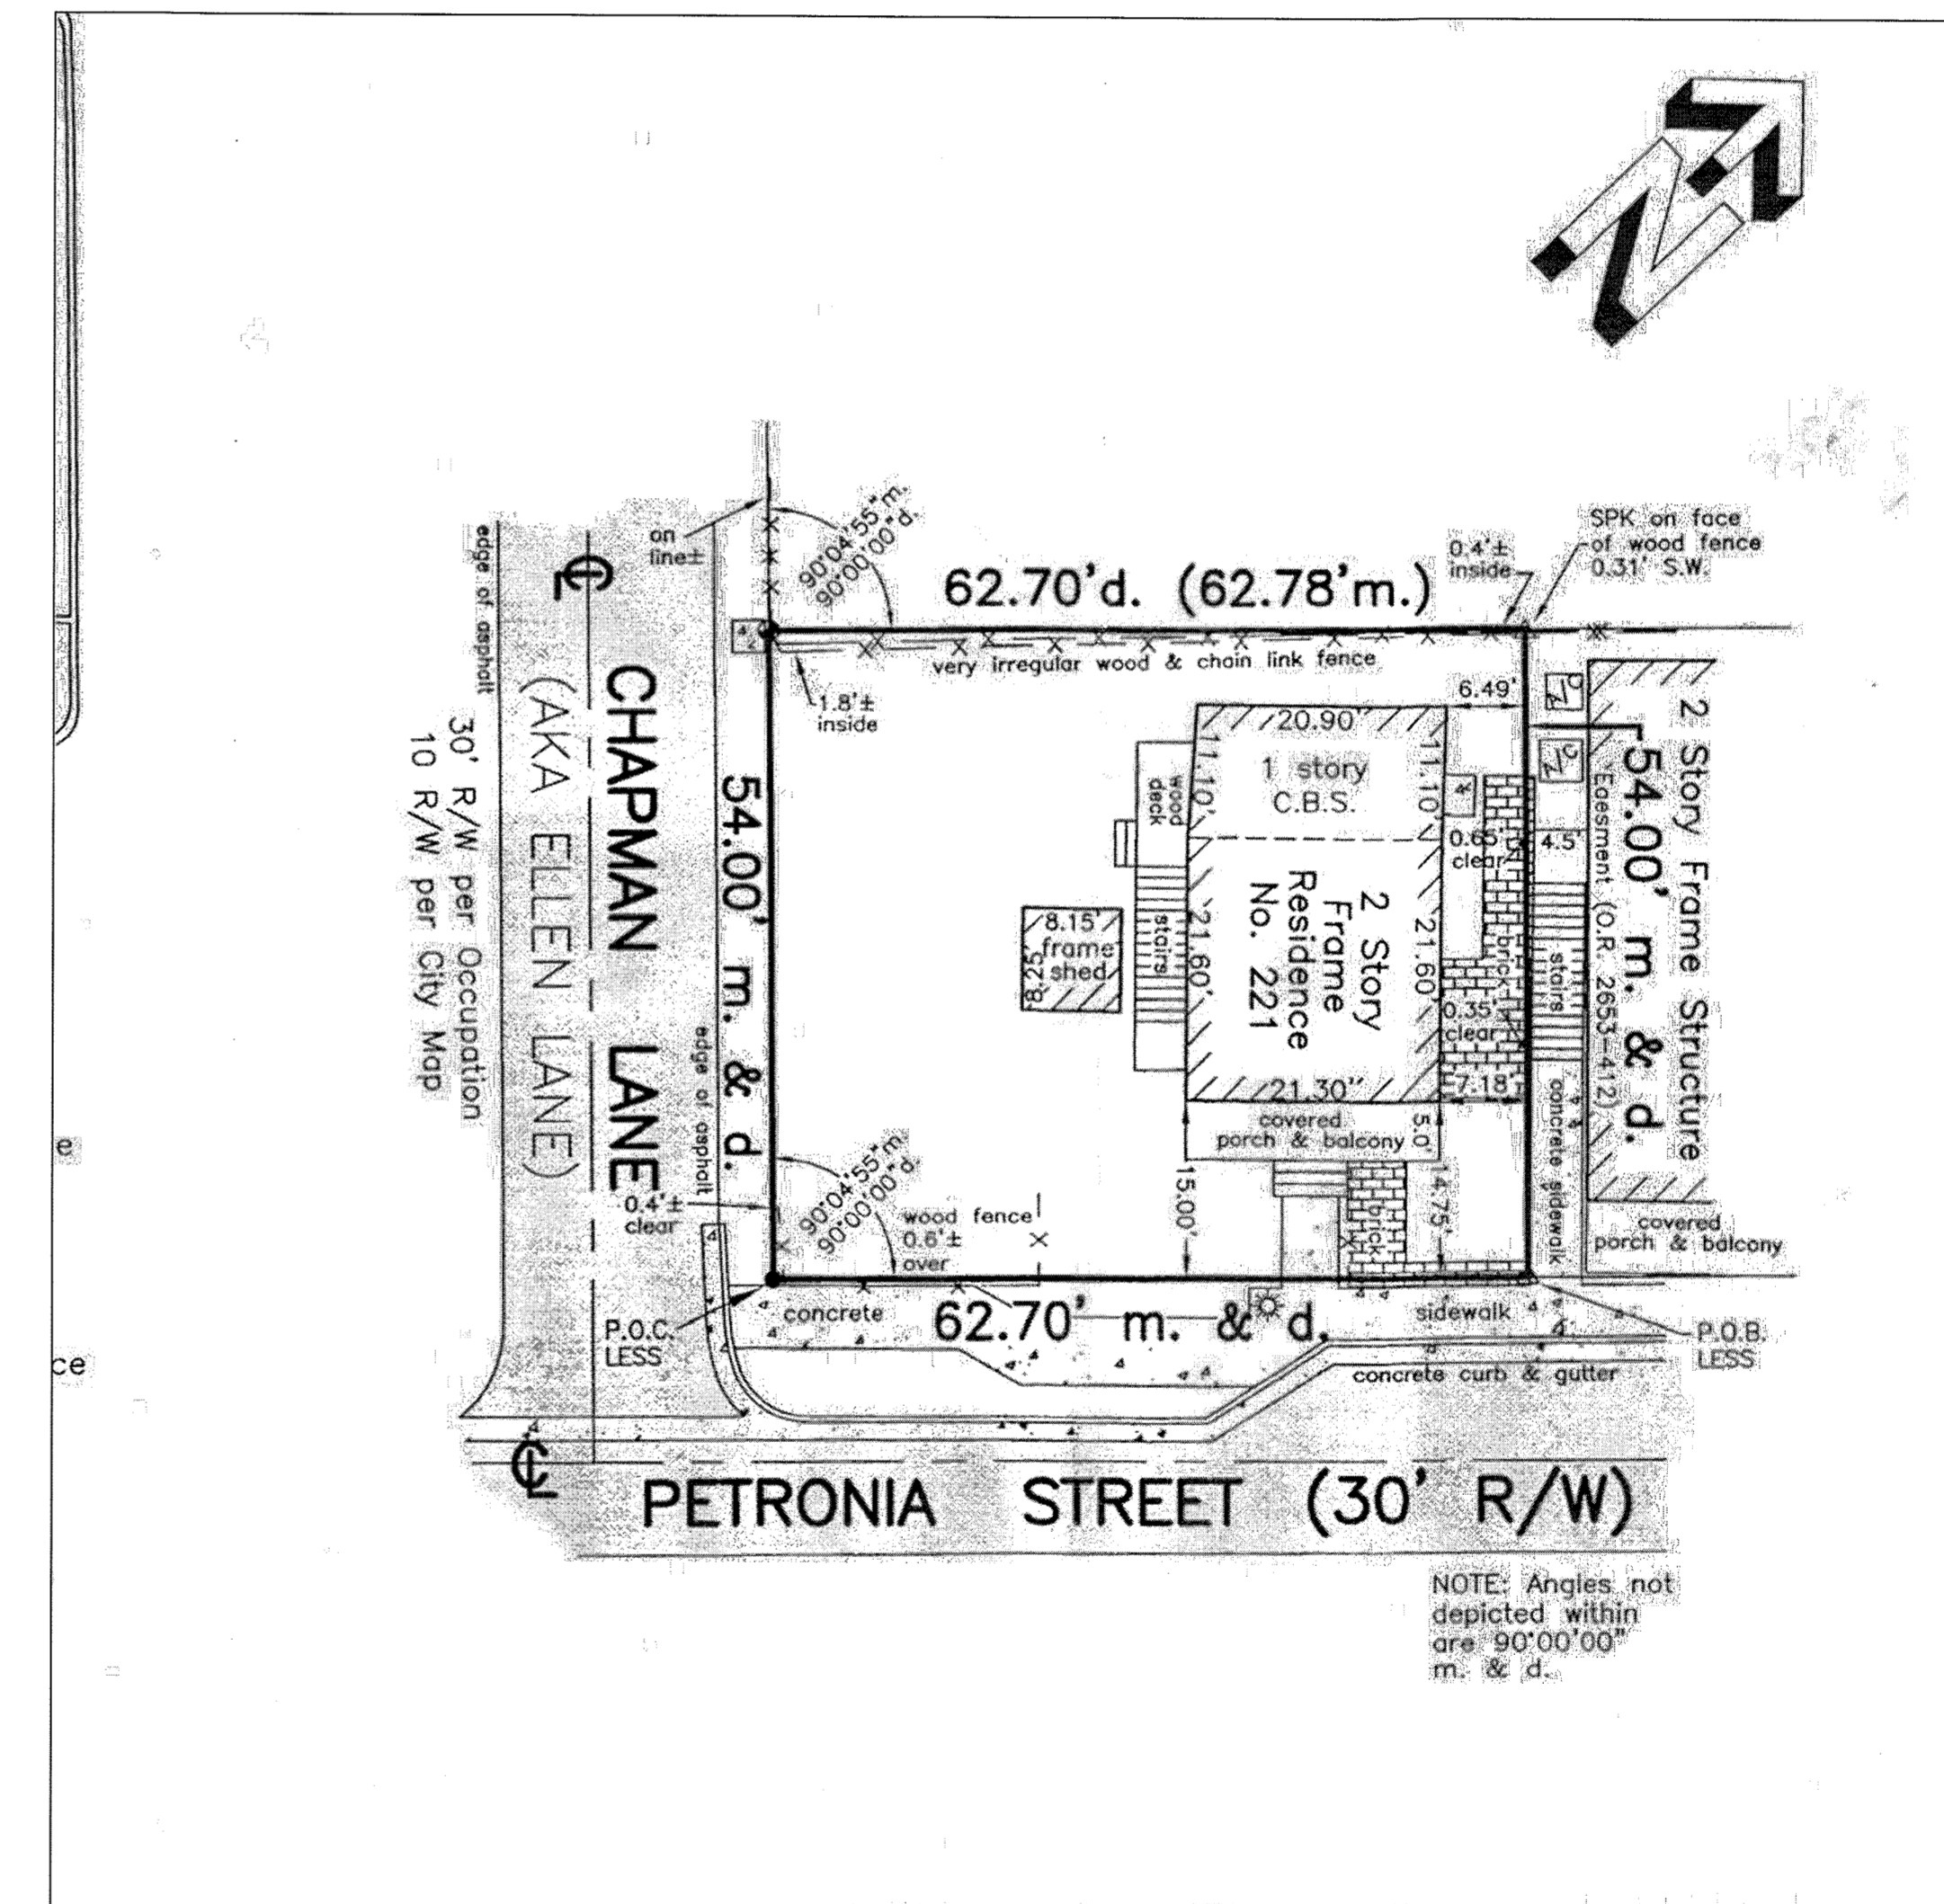 N
SPK on face
of wood fence
0.31' S.W.
0.4'±
inside
on
line±
90°04'55"m.
90°00'00"d.
62.70'd. (62.78'm.)
very irregular wood & chain link fence
1.8'±
inside
edge of asphalt
30' R/W per Occupation
10 R/W per City Map
CHAPMAN LANE
(AKA ELLEN LANE)
54.00' m. & d.
edge of asphalt
6.49'
20.90'
11.10'
11.10'
1 story
C.B.S.
wood
deck
0.65'
clear
4.5'
2 Story
Frame
Residence
No. 221
21.60'
21.60'
stairs
8.15'
frame
shed
8.25'
brick
stairs
0.35'
clear
7.18'
21.30'
covered
porch & balcony
5.0'
15.00'
14.75'
brick
54.00' m. & d.
Easement (O.R. 2653-412)
2 Story Frame Structure
concrete sidewalk
covered
porch & balcony
90°04'55"m.
90°00'00"d.
0.4'±
clear
wood fence
0.6'±
over
P.O.C.
LESS
concrete
62.70' m. & d.
sidewalk
P.O.B.
LESS
concrete curb & gutter
CL
CL
PETRONIA STREET (30' R/W)
NOTE: Angles not
depicted within
are 90°00'00"
m. & d.
e
ce